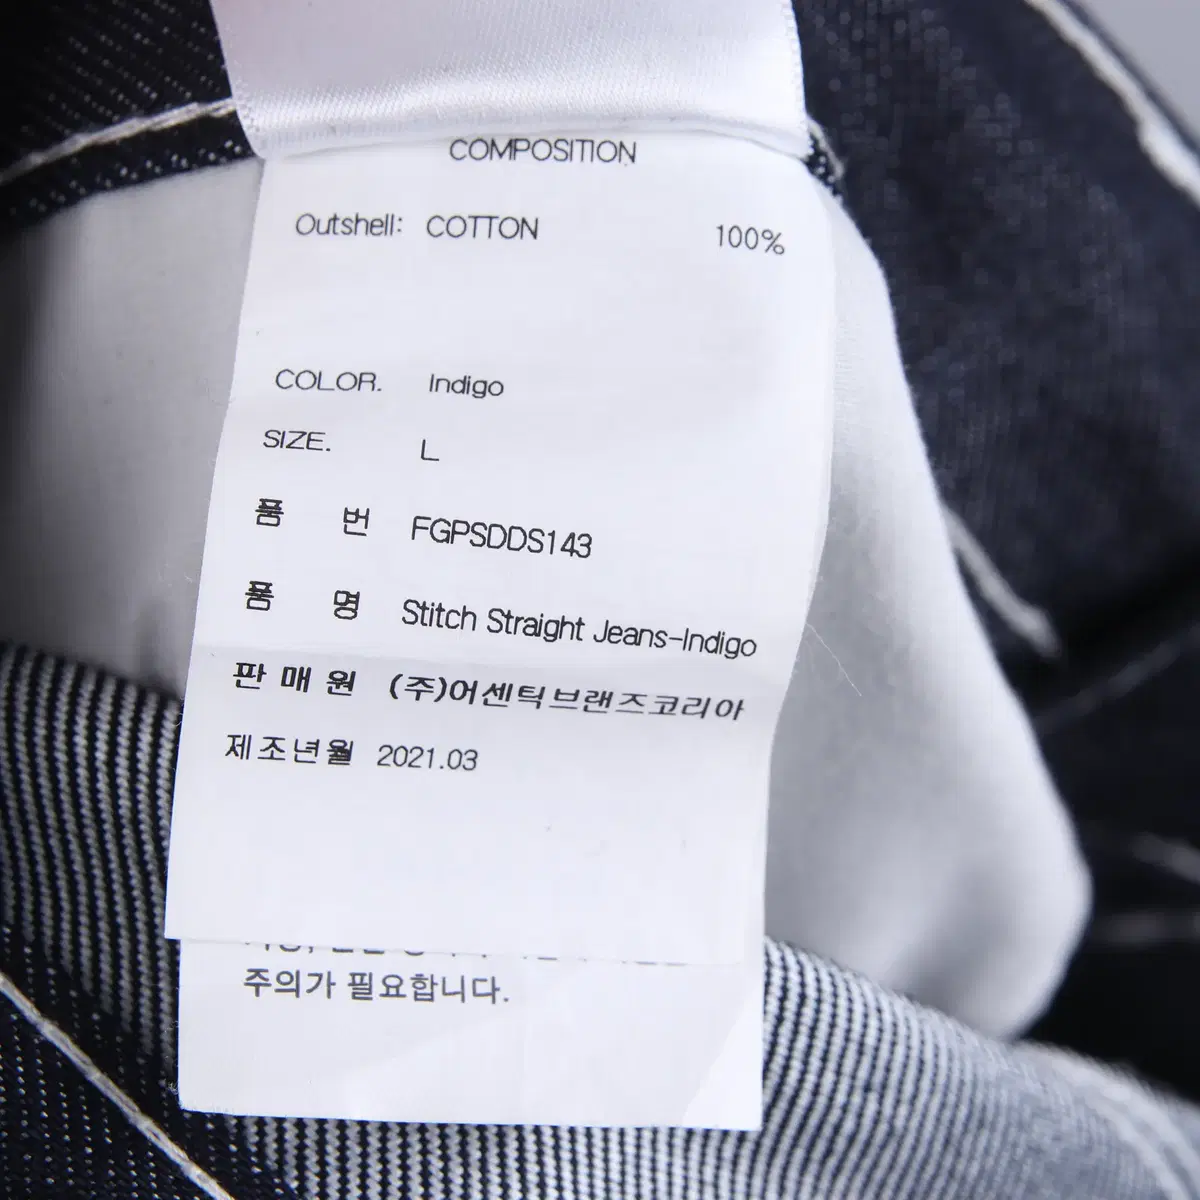 COMPOSITION
Outshell: COTTON 100%
COLOR. Indigo
SIZE. L
품 번 FGPSDDS143
품 명 Stitch Straight Jeans-Indigo
판 매 원 (주)어센틱브랜즈코리아
제조년월 2021.03
주의가 필요합니다.